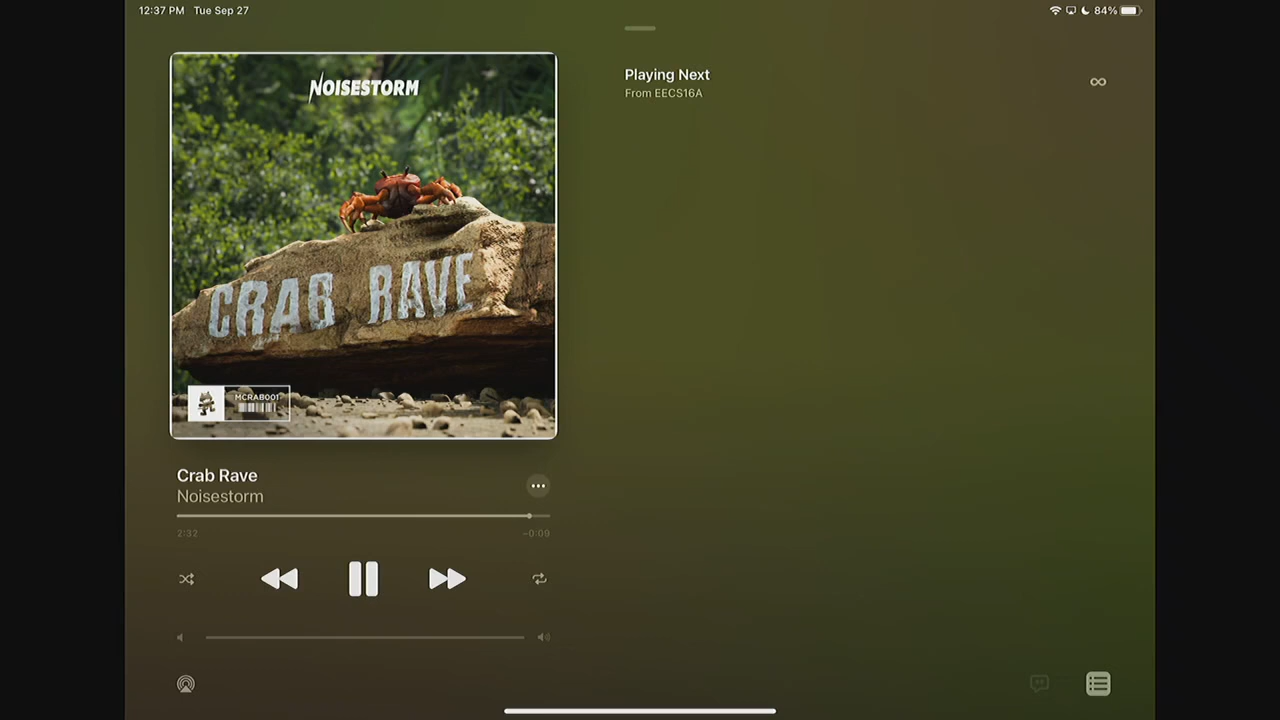 12:37 PM Tue Sep 27
84%
NOISESTORM
CRAB RAVE
MCRAB001
Crab Rave
Noisestorm
2:32
-0:09
Playing Next
From EECS16A